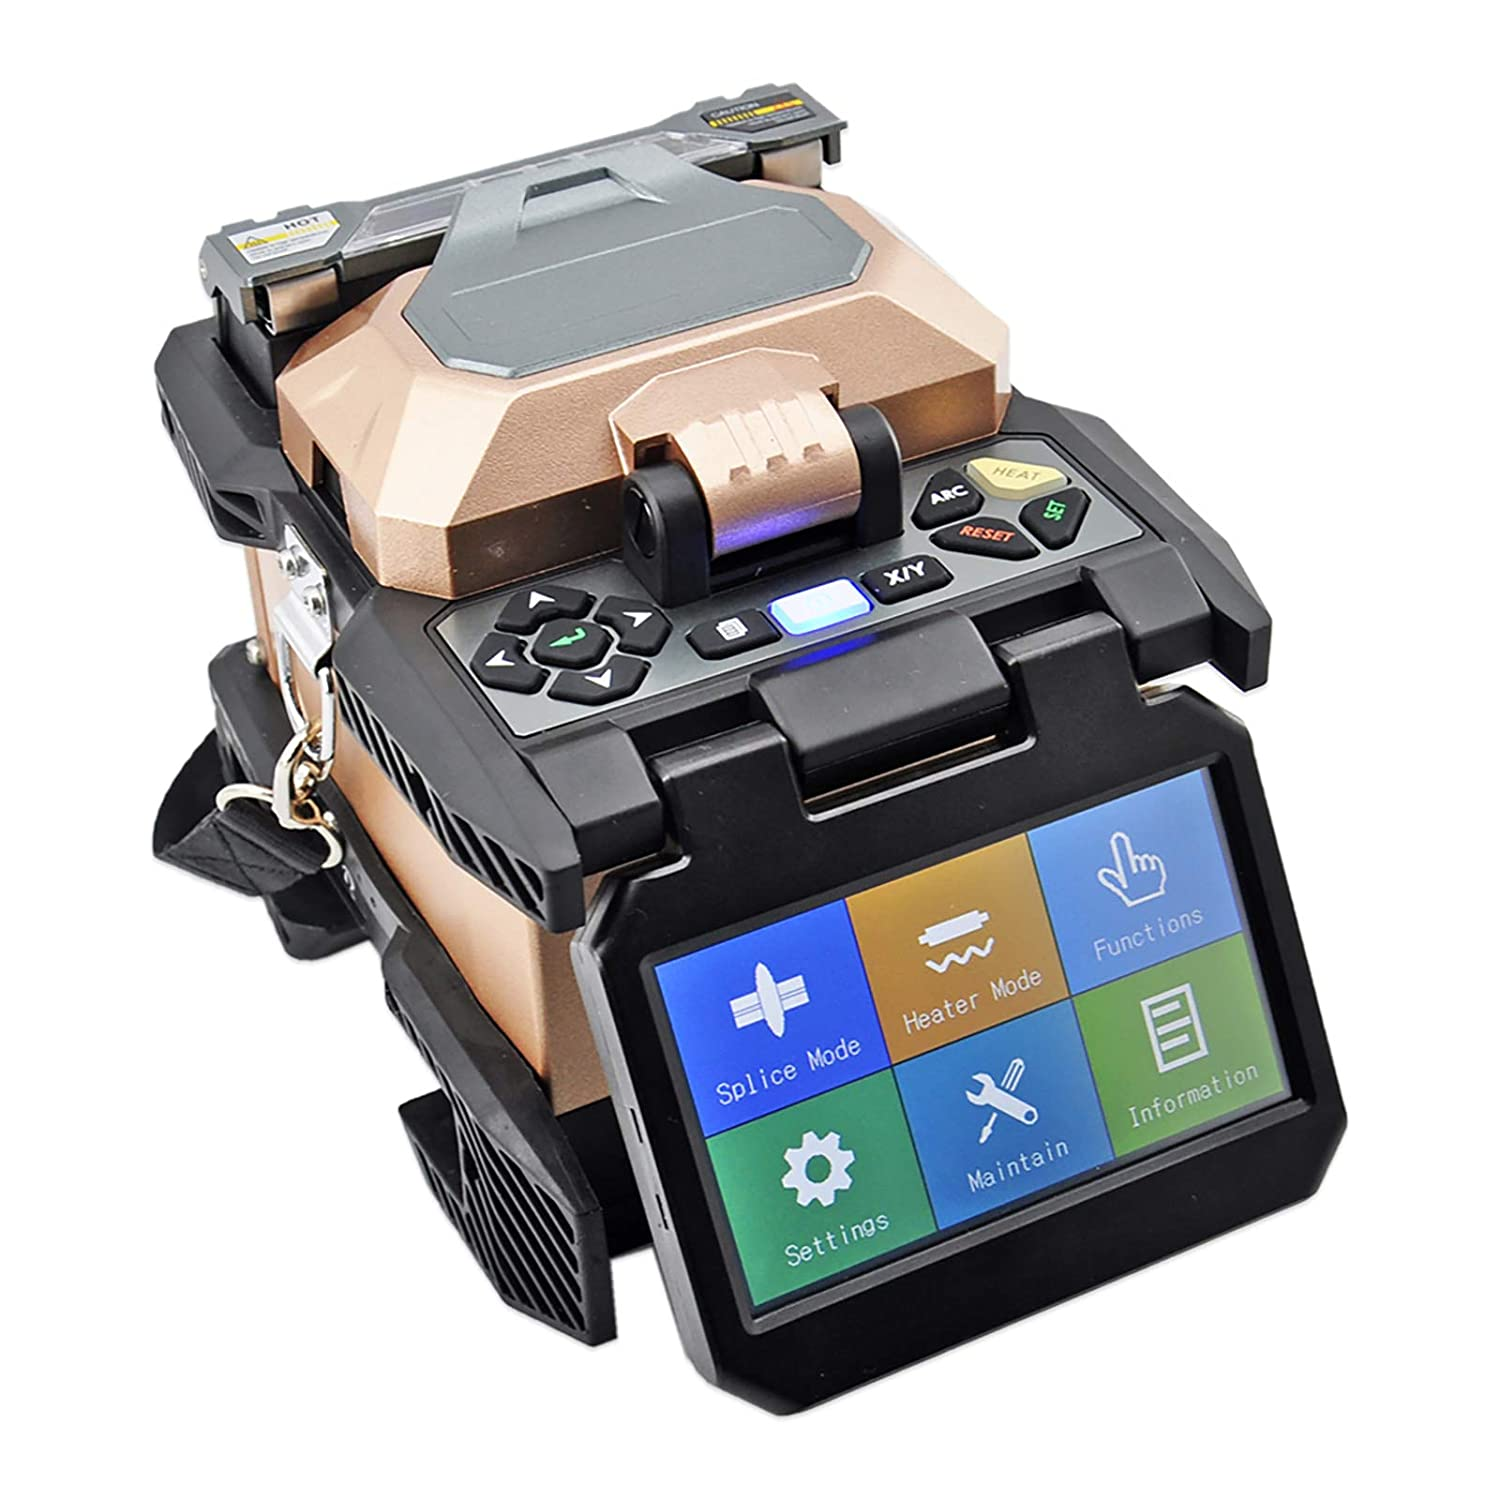 CAUTION
HOT
HEAT
ARC
SET
RESET
X/Y
Splice Mode
Heater Mode
Functions
Settings
Maintain
Information